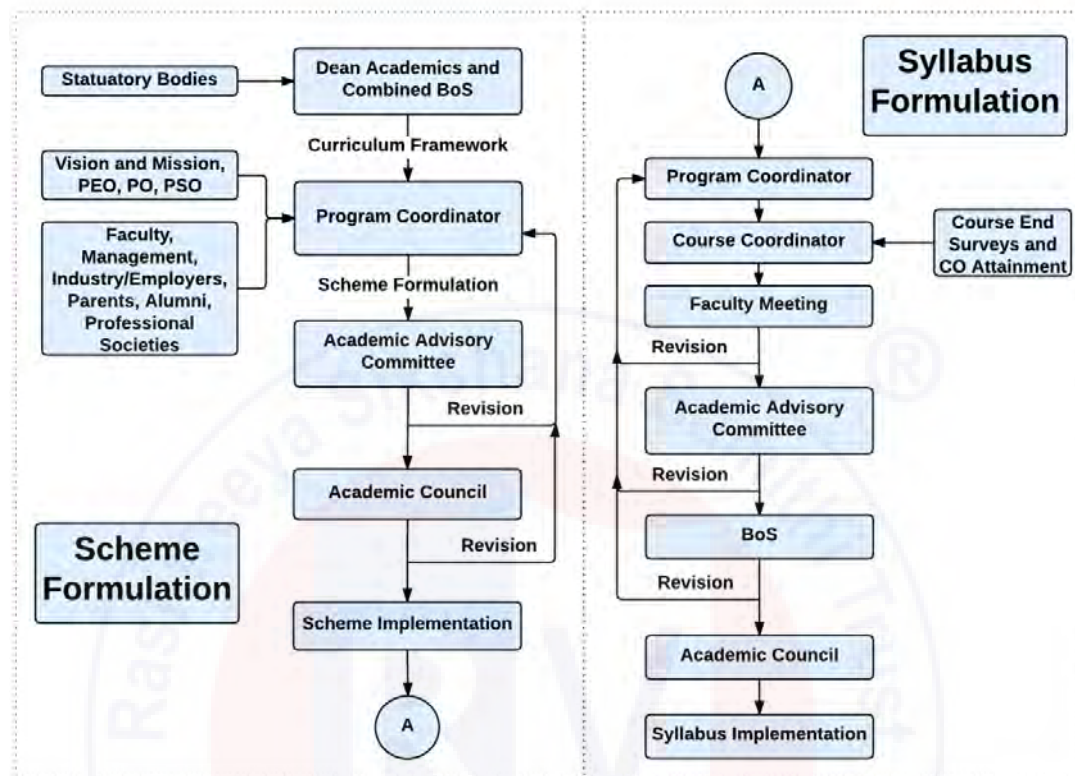 Statuatory Bodies
Dean Academics and
Combined BoS
Curriculum Framework
Vision and Mission,
PEO, PO, PSO
Program Coordinator
Faculty,
Management,
Industry/Employers,
Parents, Alumni,
Professional
Societies
Scheme Formulation
Academic Advisory
Committee
Revision
Academic Council
Revision
Scheme
Formulation
Scheme Implementation
A
Syllabus
Formulation
A
Program Coordinator
Course Coordinator
Course End
Surveys and
CO Attainment
Faculty Meeting
Revision
Academic Advisory
Committee
Revision
BoS
Revision
Academic Council
Syllabus Implementation
®